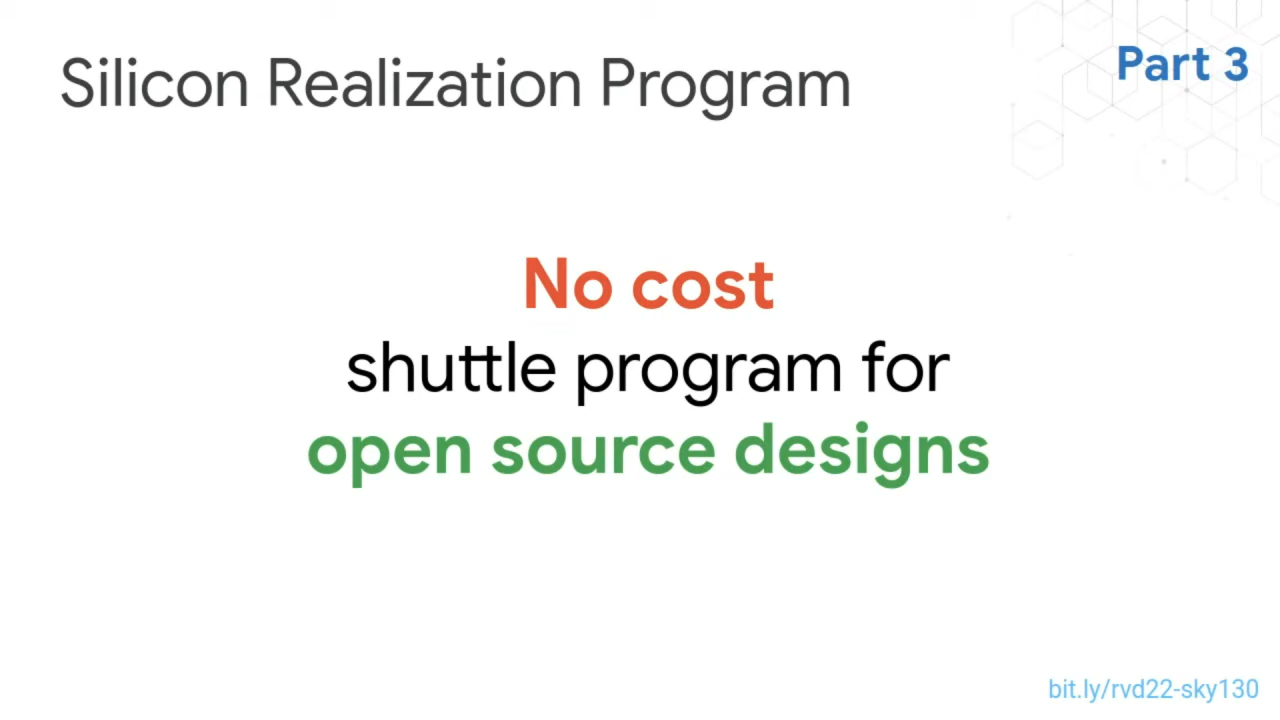 Silicon Realization Program
Part 3
No cost
shuttle program for
open source designs
bit.ly/rvd22-sky130